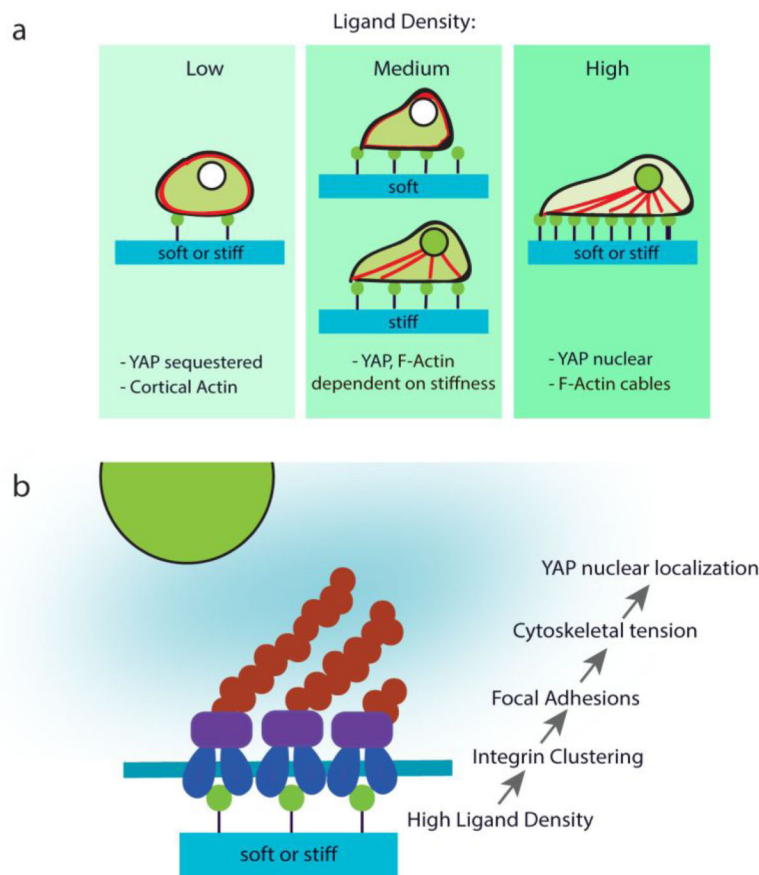 a
Ligand Density:
Low
Medium
High
soft or stiff
soft
stiff
soft or stiff
- YAP sequestered
- Cortical Actin
- YAP, F-Actin
dependent on stiffness
- YAP nuclear
- F-Actin cables
b
YAP nuclear localization
Cytoskeletal tension
Focal Adhesions
Integrin Clustering
High Ligand Density
soft or stiff